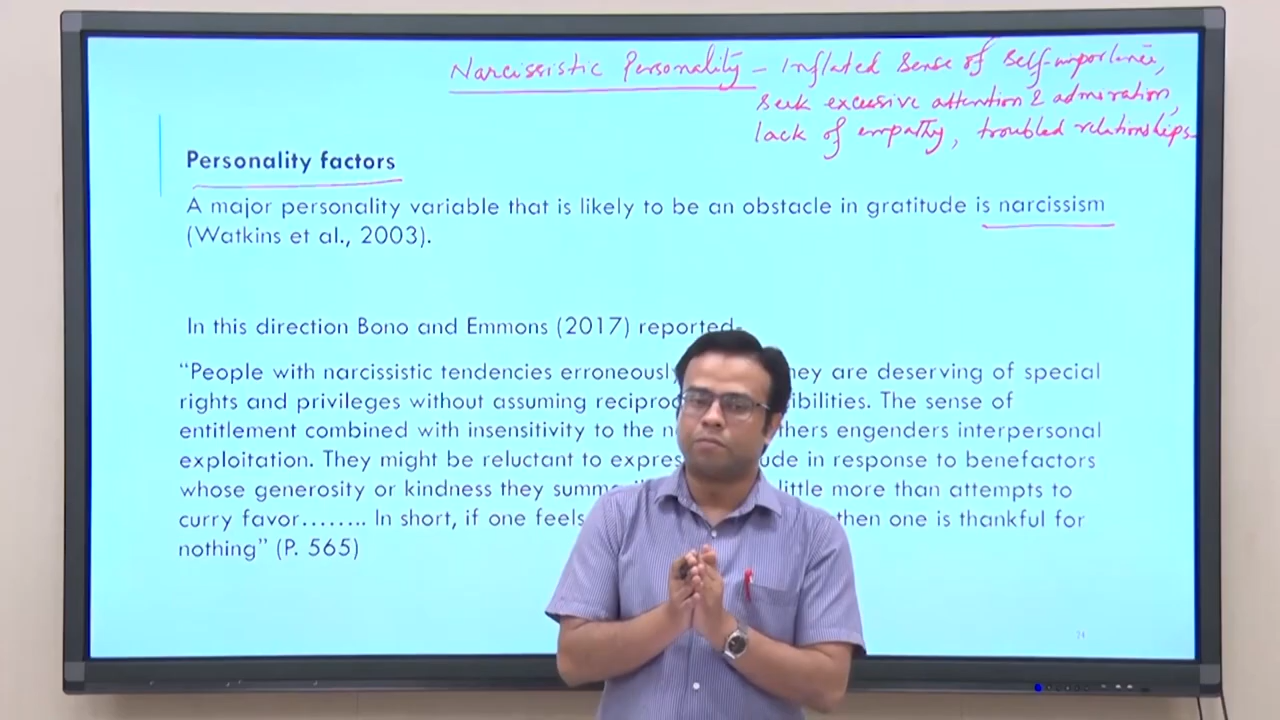 Narcissistic Personality – Inflated sense of self-importance,
seek excessive attention & admiration,
lack of empathy, troubled relationships
Personality factors
A major personality variable that is likely to be an obstacle in gratitude is narcissism
(Watkins et al., 2003).
In this direction Bono and Emmons (2017) reported-
“People with narcissistic tendencies erroneously hey are deserving of special
rights and privileges without assuming reciproc ibilities. The sense of
entitlement combined with insensitivity to the n thers engenders interpersonal
exploitation. They might be reluctant to expres ude in response to benefactors
whose generosity or kindness they summ little more than attempts to
curry favor…….. In short, if one feels then one is thankful for
nothing” (P. 565)
24